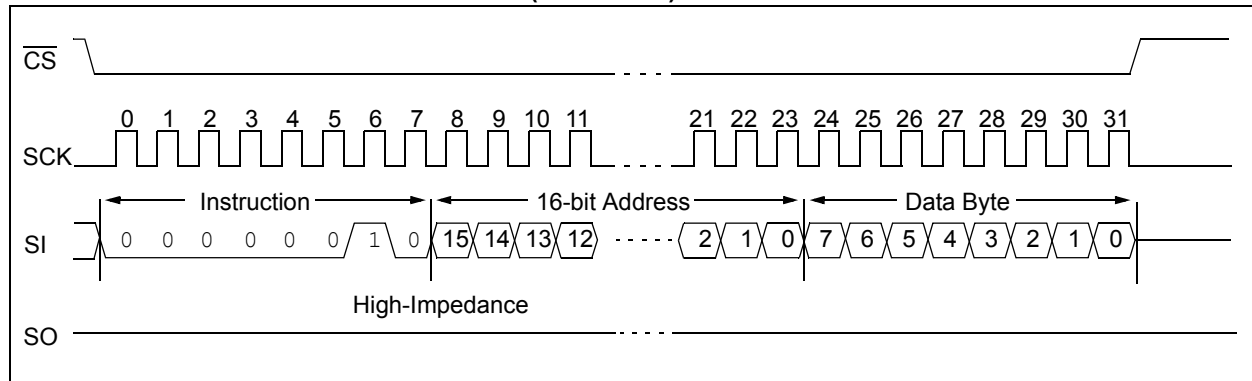 CS
0 1 2 3 4 5 6 7 8 9 10 11 21 22 23 24 25 26 27 28 29 30 31
SCK
Instruction 16-bit Address Data Byte
SI 0 0 0 0 0 0 1 0 15 14 13 12 2 1 0 7 6 5 4 3 2 1 0
High-Impedance
SO